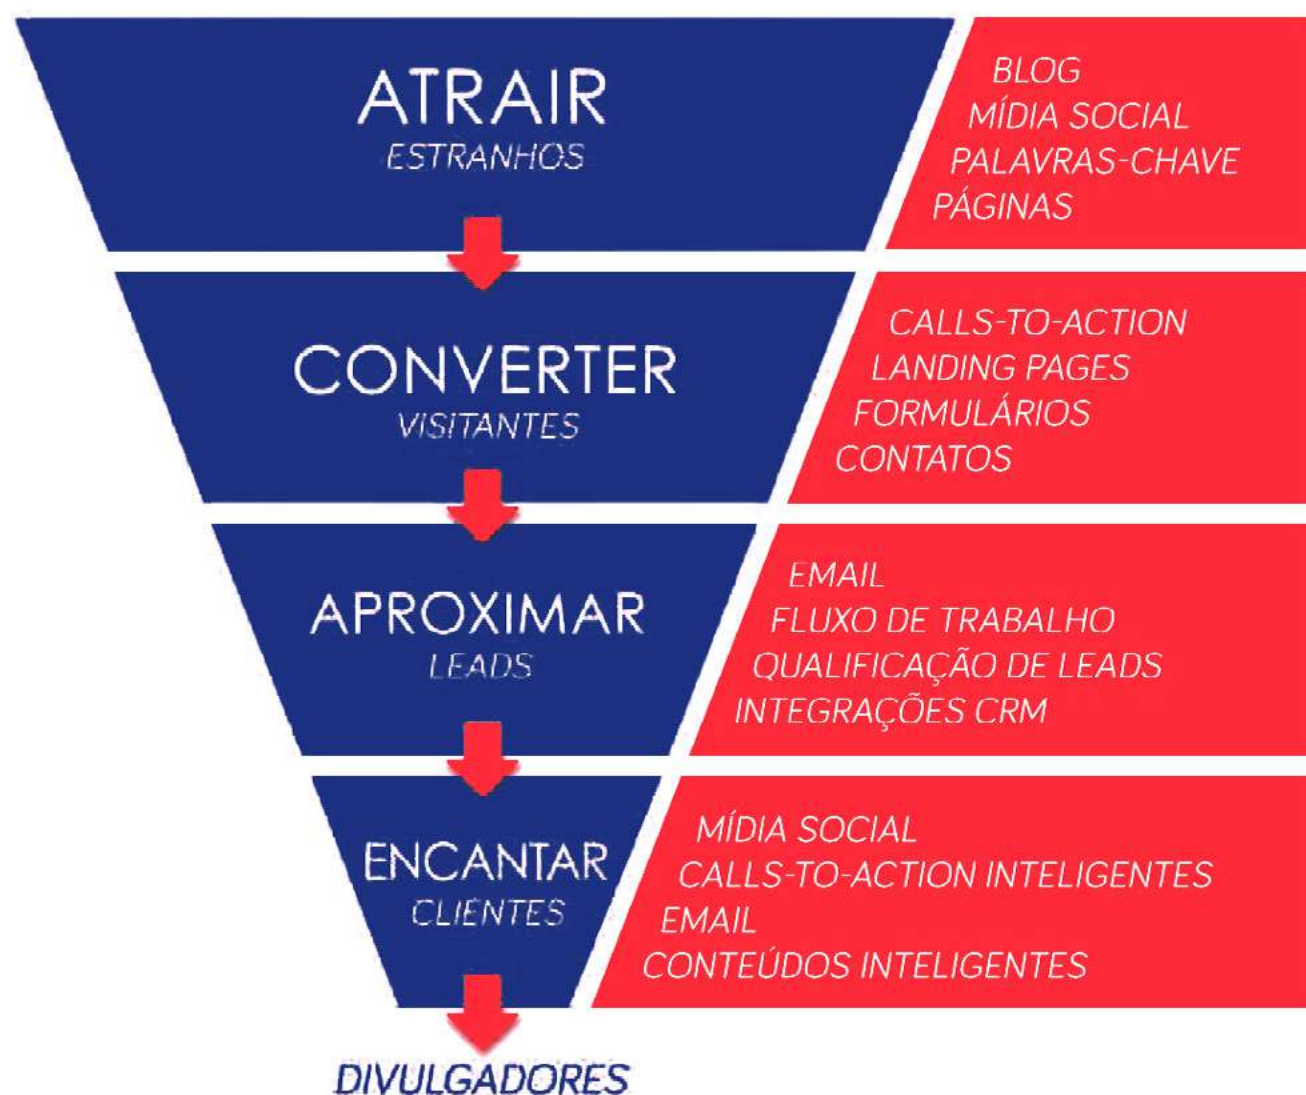 ATRAIR
ESTRANHOS
BLOG
MÍDIA SOCIAL
PALAVRAS-CHAVE
PÁGINAS
CONVERTER
VISITANTES
CALLS-TO-ACTION
LANDING PAGES
FORMULÁRIOS
CONTATOS
APROXIMAR
LEADS
EMAIL
FLUXO DE TRABALHO
QUALIFICAÇÃO DE LEADS
INTEGRAÇÕES CRM
ENCANTAR
CLIENTES
MÍDIA SOCIAL
CALLS-TO-ACTION INTELIGENTES
EMAIL
CONTEÚDOS INTELIGENTES
DIVULGADORES